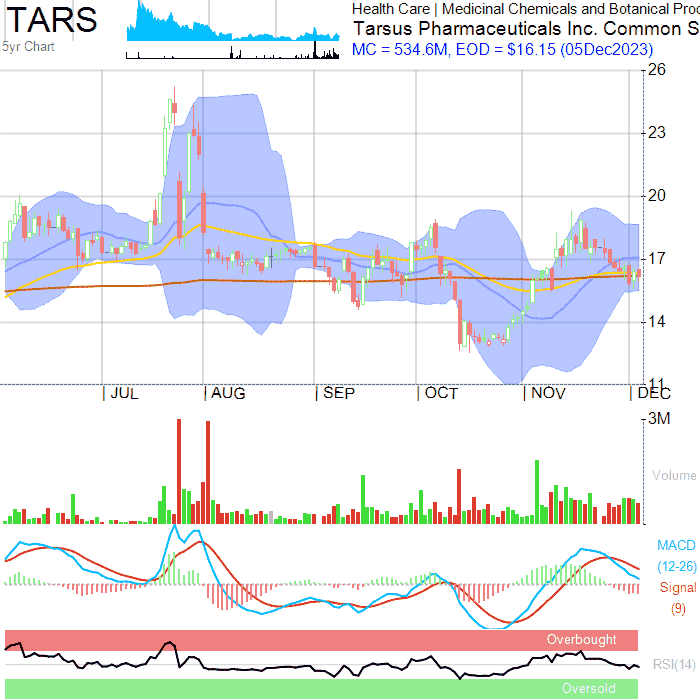 TARS
5yr Chart
Health Care | Medicinal Chemicals and Botanical Pro
Tarsus Pharmaceuticals Inc. Common S
MC = 534.6M, EOD = $16.15 (05Dec2023)
26
23
20
17
14
11
| JUL | AUG | SEP | OCT | NOV | DEC
3M
Volume
MACD
(12-26)
Signal
(9)
Overbought
RSI(14)
Oversold